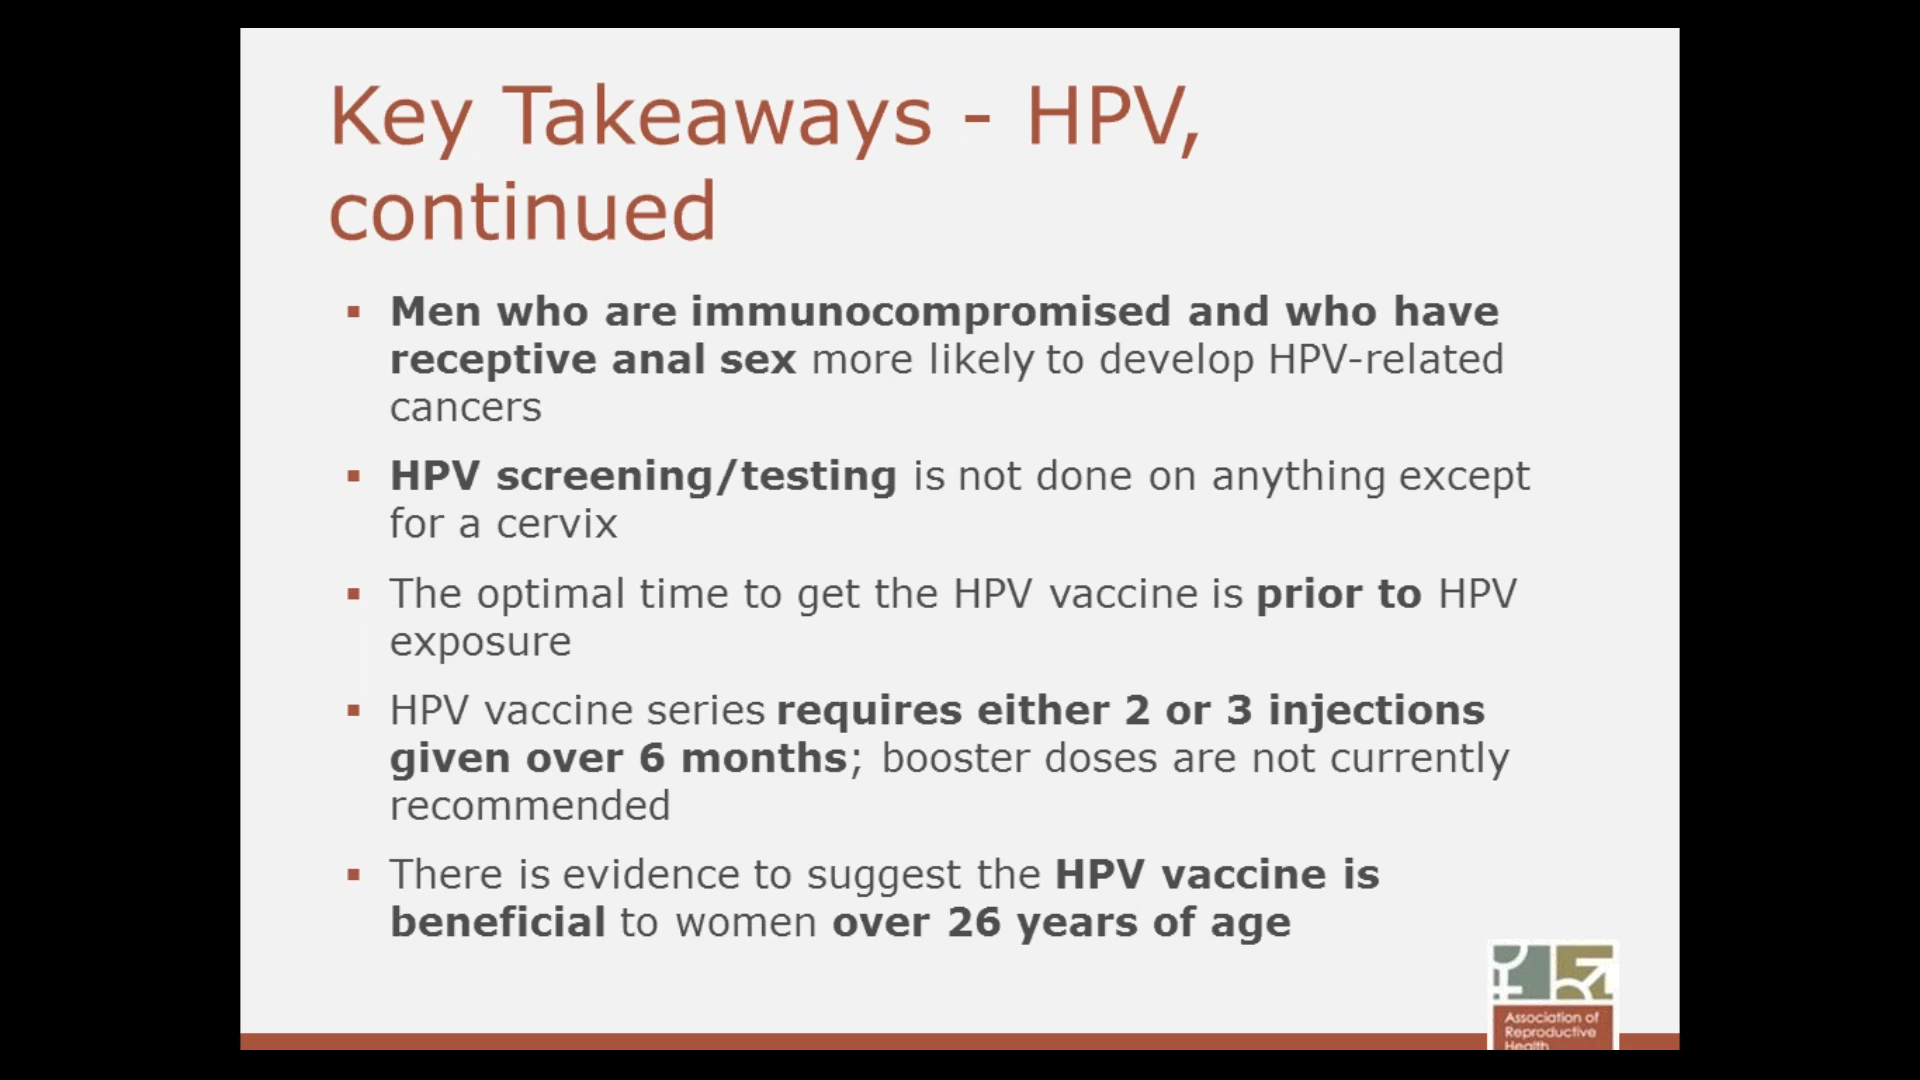 Key Takeaways - HPV,
continued
▪ Men who are immunocompromised and who have
receptive anal sex more likely to develop HPV-related
cancers
▪ HPV screening/testing is not done on anything except
for a cervix
▪ The optimal time to get the HPV vaccine is prior to HPV
exposure
▪ HPV vaccine series requires either 2 or 3 injections
given over 6 months; booster doses are not currently
recommended
▪ There is evidence to suggest the HPV vaccine is
beneficial to women over 26 years of age
Association of
Reproductive
Health